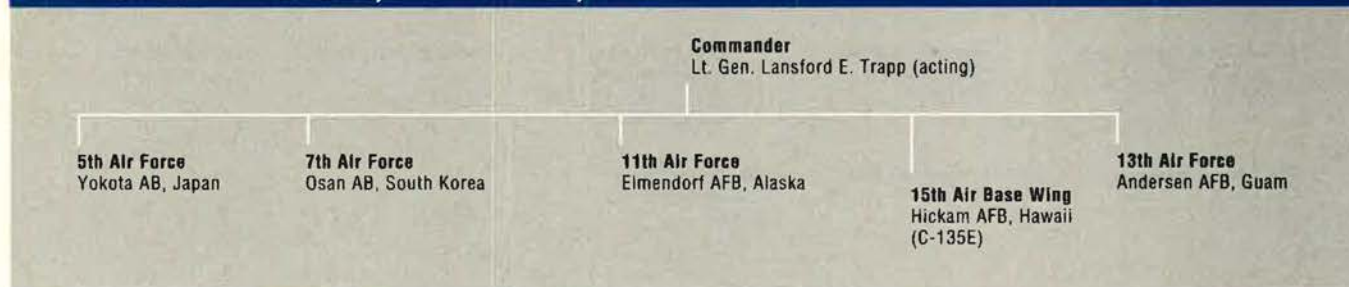 Commander
Lt. Gen. Lansford E. Trapp (acting)
5th Air Force
Yokota AB, Japan
7th Air Force
Osan AB, South Korea
11th Air Force
Elmendorf AFB, Alaska
15th Air Base Wing
Hickam AFB, Hawaii
(C-135E)
13th Air Force
Andersen AFB, Guam